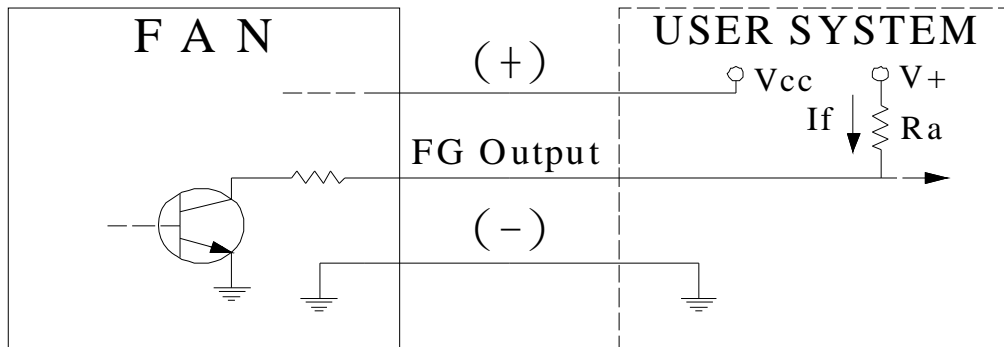 F A N
USER SYSTEM
(+)
Vcc
V+
If
Ra
FG Output
(-)